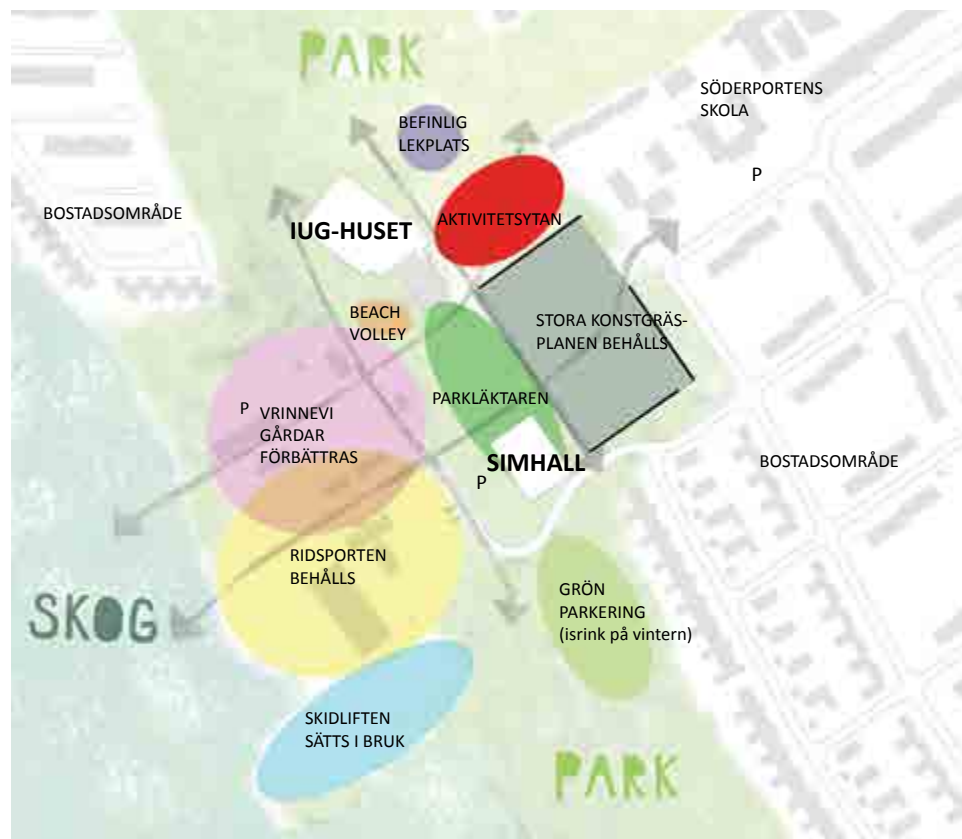 PARK
SÖDERPORTENS
SKOLA
BEFINLIG
LEKPLATS
P
BOSTADSOMRÅDE
AKTIVITETSYTAN
IUG-HUSET
BEACH
VOLLEY
STORA KONSTGRÄS-
PLANEN BEHÅLLS
PARKLÄKTAREN
P
VRINNEVI
GÅRDAR
FÖRBÄTTRAS
SIMHALL
BOSTADSOMRÅDE
P
RIDSPORTEN
BEHÅLLS
GRÖN
PARKERING
(isrink på vintern)
SKOG
SKIDLIFTEN
SÄTTS I BRUK
PARK